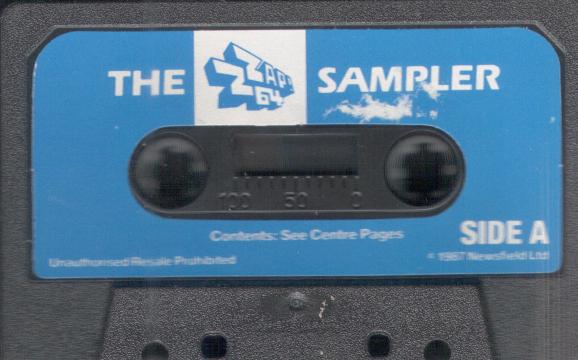 THE ZZAP! 64 SAMPLER
100 50 0
Contents: See Centre Pages
SIDE A
Unauthorised Resale Prohibited
© 1987 Newsfield Ltd